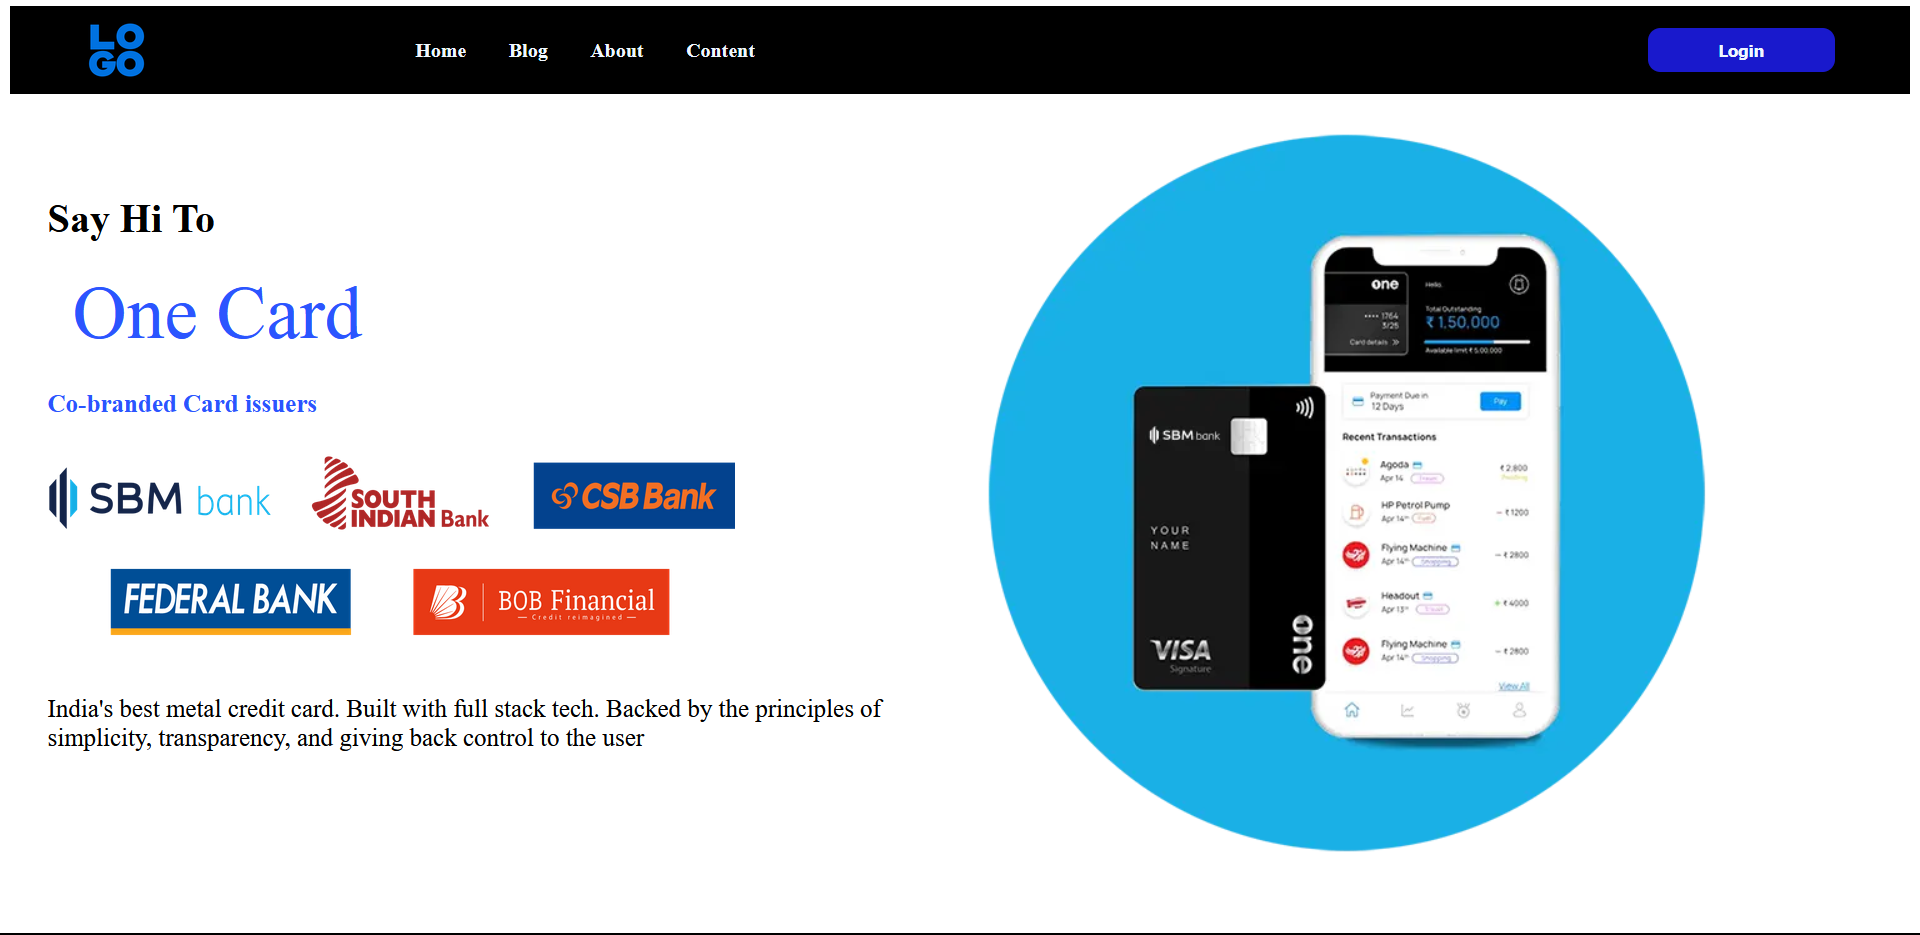 LO
GO
Home Blog About Content
Login
Say Hi To
One Card
Co-branded Card issuers
SBM bank
SOUTH
INDIAN Bank
CSB Bank
FEDERAL BANK
BOB Financial
Credit reimagined
India's best metal credit card. Built with full stack tech. Backed by the principles of
simplicity, transparency, and giving back control to the user
SBM bank
YOUR
NAME
VISA
Signature
one
one
•••• 1764
3/25
Card details
Hello,
Total Outstanding
₹ 1,50,000
Available limit ₹ 5,00,000
Payment Due in
12 Days
Pay
Recent Transactions
Agoda
Apr 14 Travel
₹ 2,800
Pending
HP Petrol Pump
Apr 14th Fuel
− ₹ 1200
Flying Machine
Apr 14th Shopping
− ₹ 2800
Headout
Apr 13th Travel
+ ₹ 4000
Flying Machine
Apr 14th Shopping
− ₹ 2800
View All